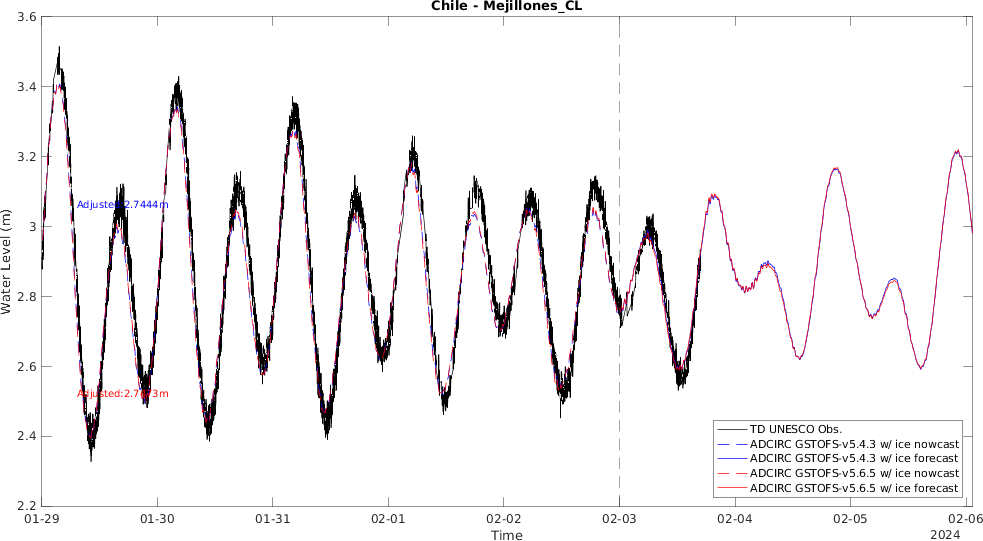 Chile - Mejillones_CL
3.6
3.4
3.2
3
2.8
2.6
2.4
2.2
Water Level (m)
Adjusted:2.7444m
01-29
01-30
01-31
02-01
02-02
02-03
02-04
02-05
02-06
Time
2024
TD UNESCO Obs.
ADCIRC GSTOFS-v5.4.3 w/ ice nowcast
ADCIRC GSTOFS-v5.4.3 w/ ice forecast
ADCIRC GSTOFS-v5.6.5 w/ ice nowcast
ADCIRC GSTOFS-v5.6.5 w/ ice forecast